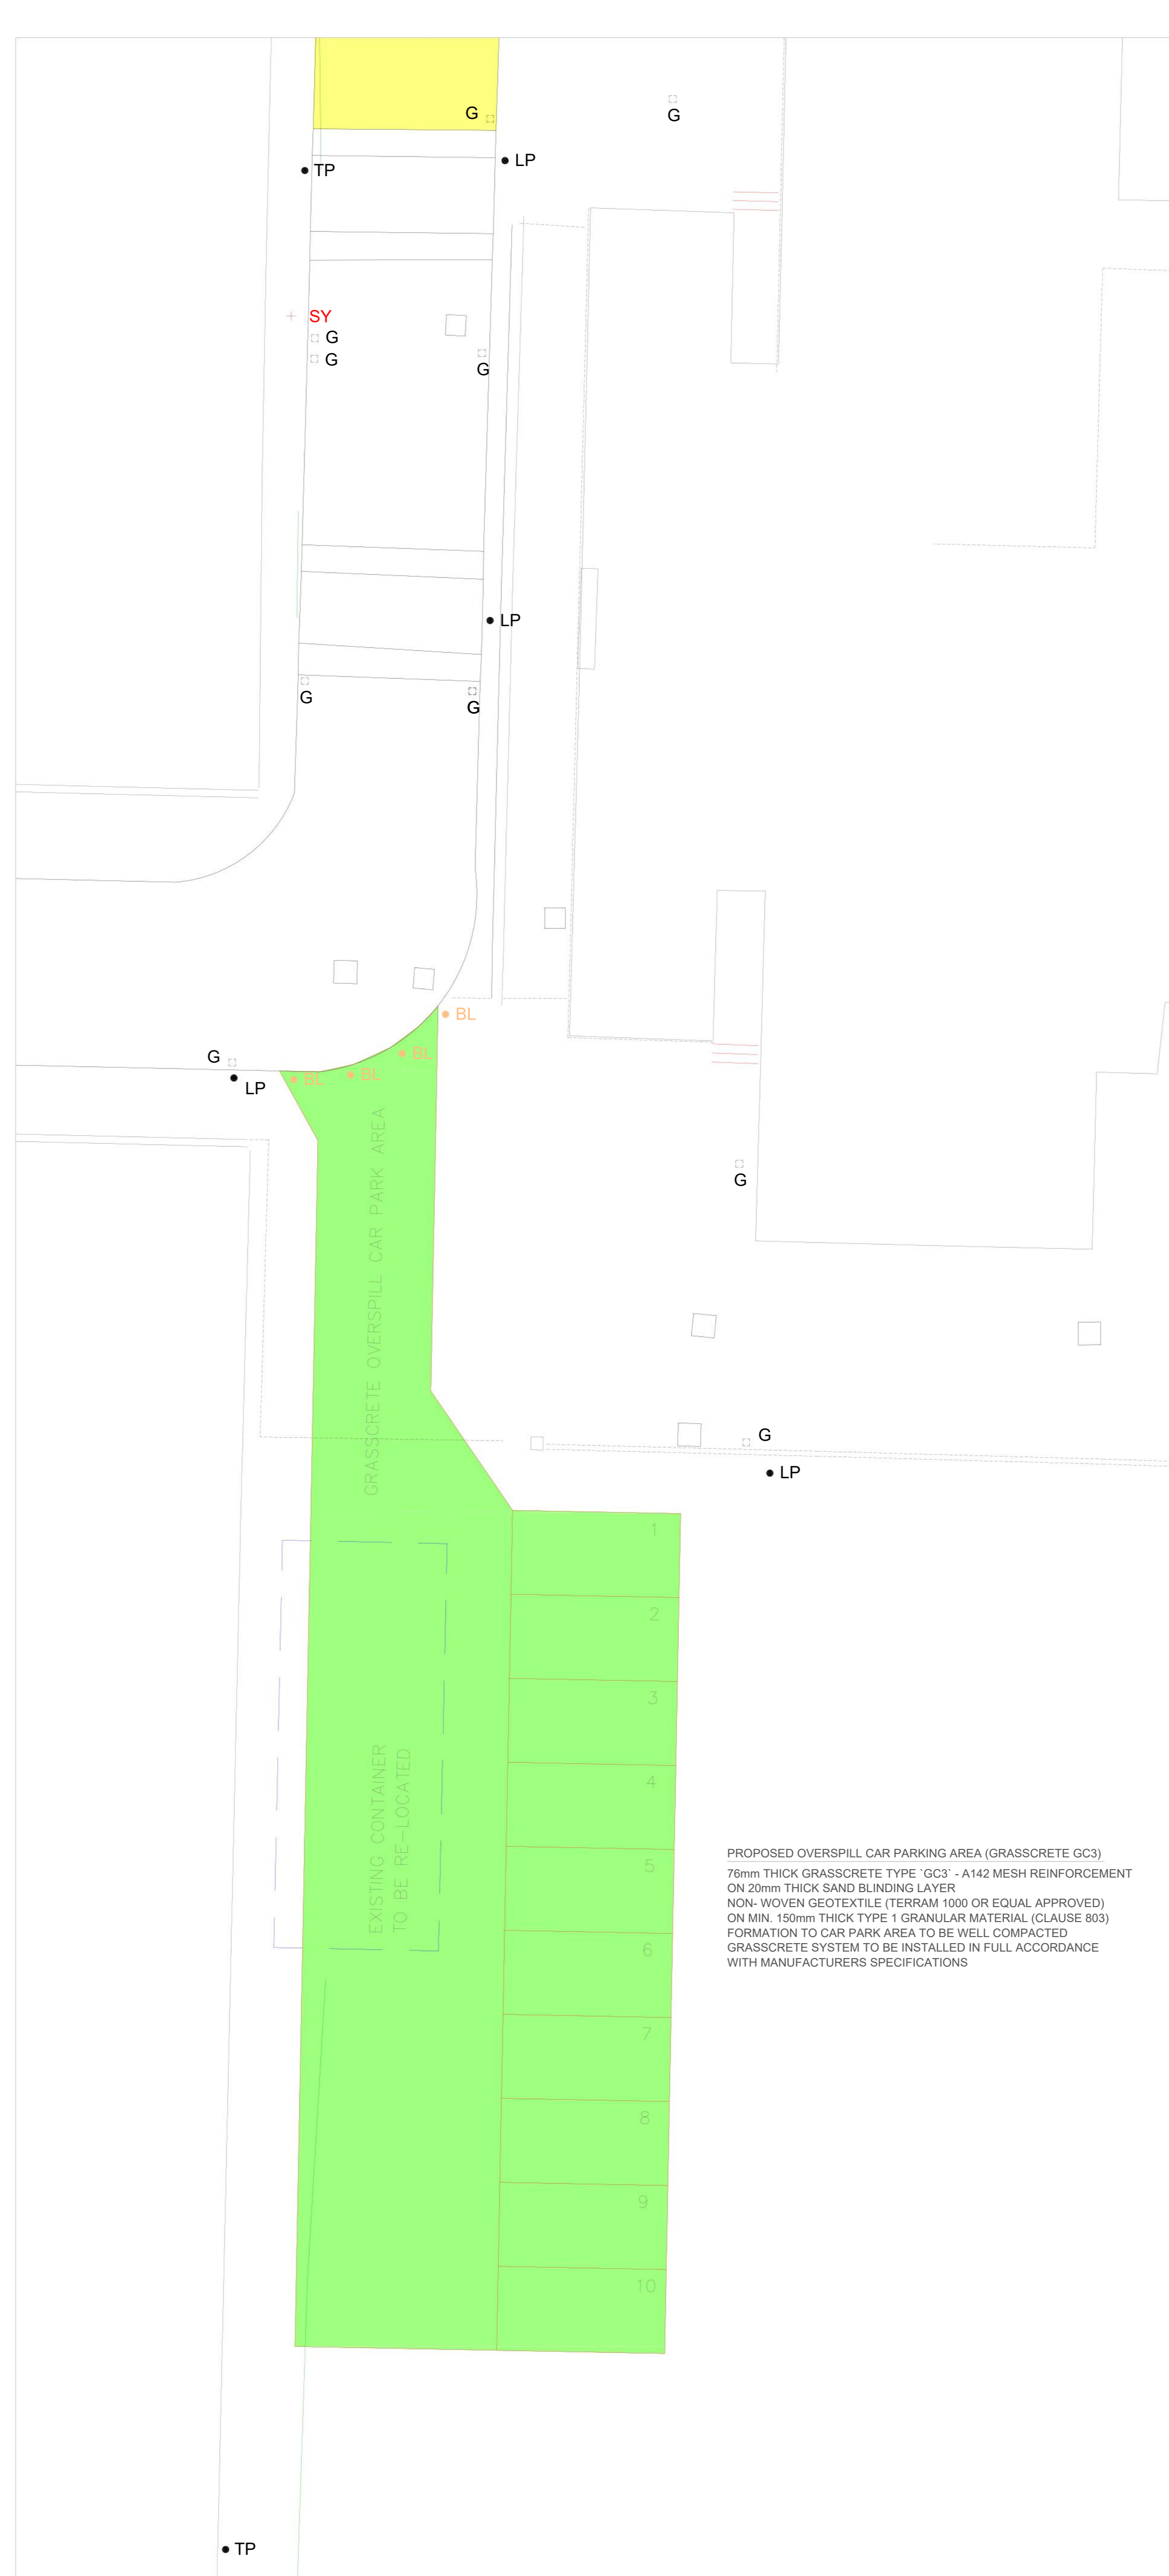 G
G
TP
LP
SY
G
G
G
LP
G
G
BL
BL
BL
BL
G
LP
GRASSCRETE OVERSPILL CAR PARK AREA
G
G
LP
1
2
3
4
5
6
7
8
9
10
EXISTING CONTAINER
TO BE RE-LOCATED
PROPOSED OVERSPILL CAR PARKING AREA (GRASSCRETE GC3)
76mm THICK GRASSCRETE TYPE `GC3` - A142 MESH REINFORCEMENT
ON 20mm THICK SAND BLINDING LAYER
NON- WOVEN GEOTEXTILE (TERRAM 1000 OR EQUAL APPROVED)
ON MIN. 150mm THICK TYPE 1 GRANULAR MATERIAL (CLAUSE 803)
FORMATION TO CAR PARK AREA TO BE WELL COMPACTED
GRASSCRETE SYSTEM TO BE INSTALLED IN FULL ACCORDANCE
WITH MANUFACTURERS SPECIFICATIONS
TP